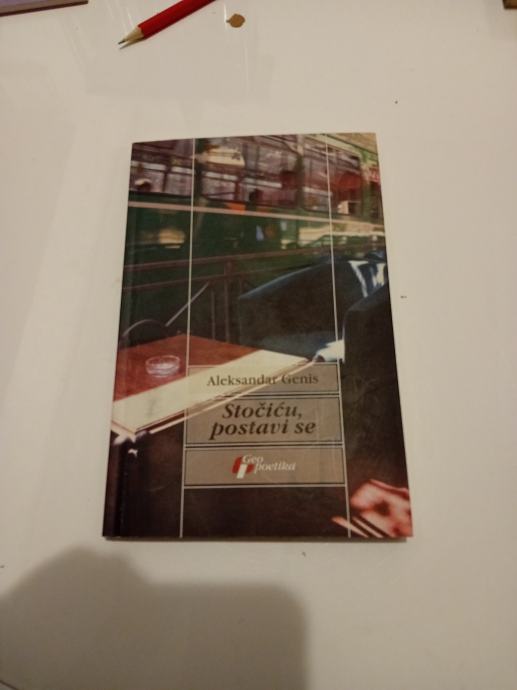 Aleksandar Genis
Stočiću,
postavi se
Geo
poetika